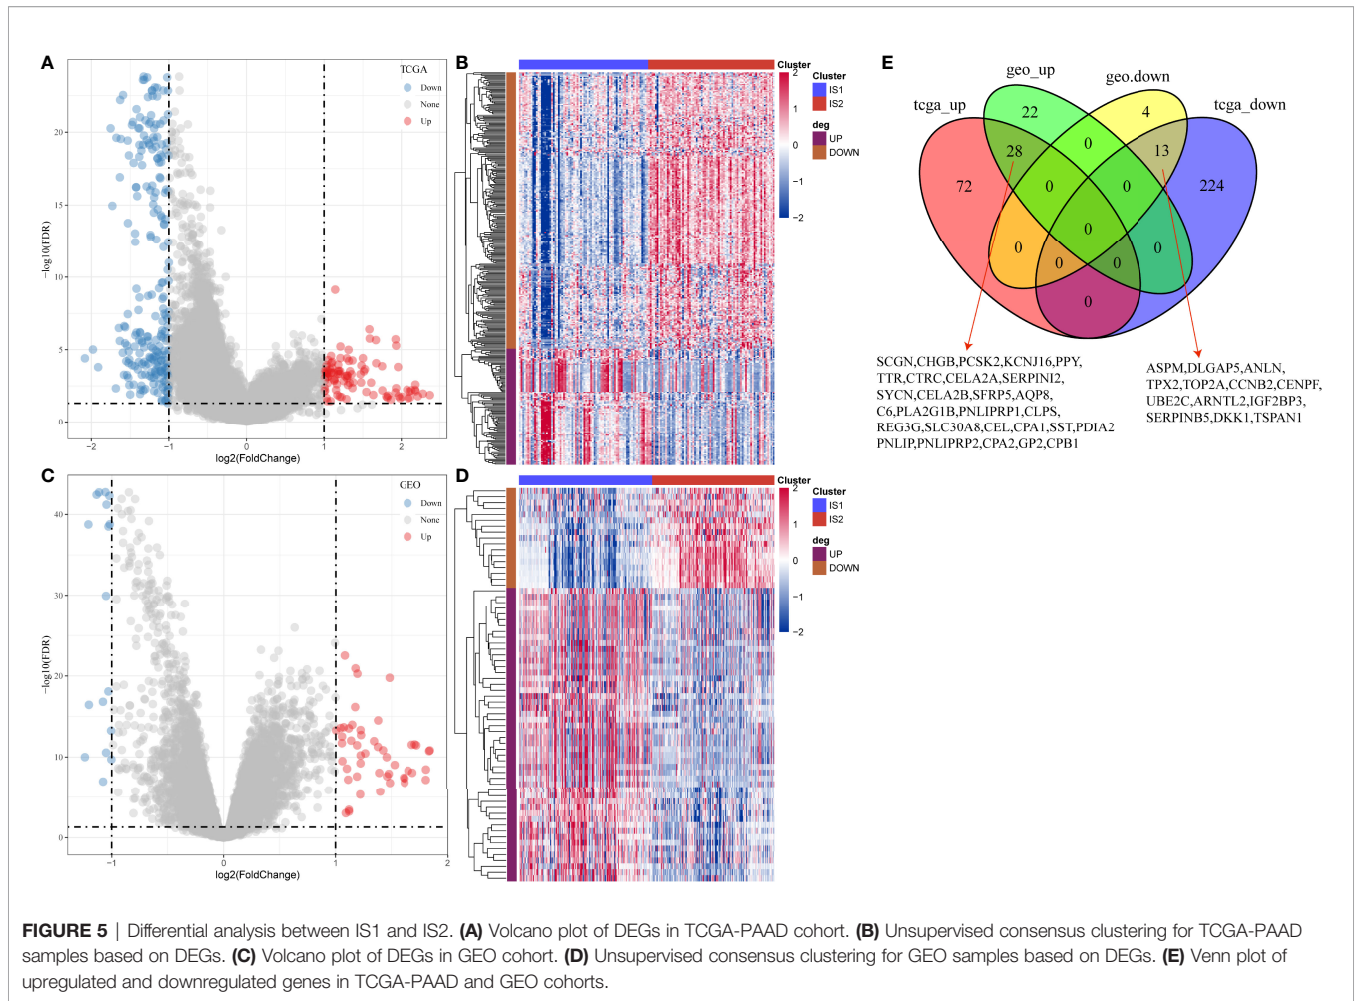 A
TCGA
Down
None
Up
20
15
10
5
0
−log10(FDR)
−2
−1
0
1
2
log2(FoldChange)
B
Cluster
2
1
0
−1
−2
Cluster
IS1
IS2
deg
UP
DOWN
C
GEO
Down
None
Up
40
30
20
10
0
−log10(FDR)
−1
0
1
2
log2(FoldChange)
D
Cluster
2
1
0
−1
−2
Cluster
IS1
IS2
deg
UP
DOWN
E
geo_up
geo.down
tcga_up
tcga_down
22
4
0
28
13
72
0
0
224
0
0
0
0
0
0
SCGN,CHGB,PCSK2,KCNJ16,PPY,
TTR,CTRC,CELA2A,SERPINI2,
SYCN,CELA2B,SFRP5,AQP8,
C6,PLA2G1B,PNLIPRP1,CLPS,
REG3G,SLC30A8,CEL,CPA1,SST,PDIA2
PNLIP,PNLIPRP2,CPA2,GP2,CPB1
ASPM,DLGAP5,ANLN,
TPX2,TOP2A,CCNB2,CENPF,
UBE2C,ARNTL2,IGF2BP3,
SERPINB5,DKK1,TSPAN1
FIGURE 5 | Differential analysis between IS1 and IS2. (A) Volcano plot of DEGs in TCGA-PAAD cohort. (B) Unsupervised consensus clustering for TCGA-PAAD
samples based on DEGs. (C) Volcano plot of DEGs in GEO cohort. (D) Unsupervised consensus clustering for GEO samples based on DEGs. (E) Venn plot of
upregulated and downregulated genes in TCGA-PAAD and GEO cohorts.